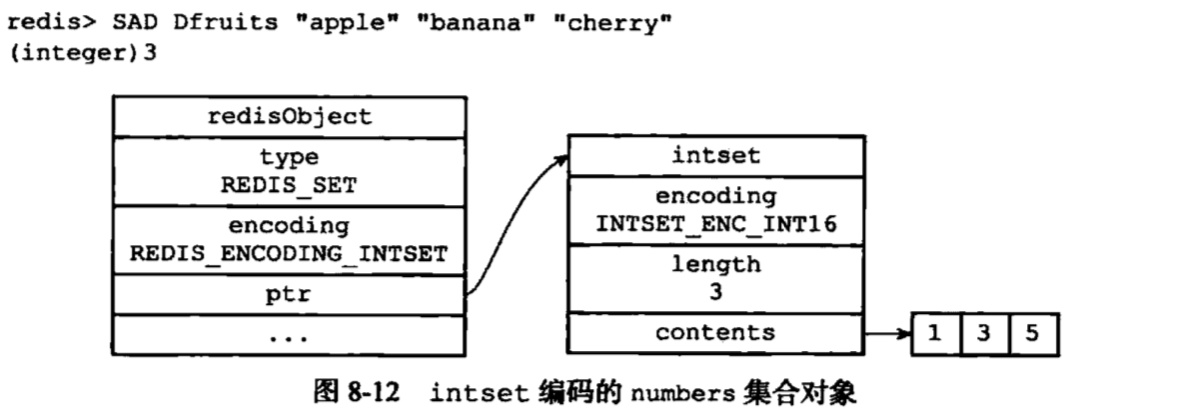 redis> SAD Dfruits "apple" "banana" "cherry"
(integer)3
redisObject
type
REDIS_SET
encoding
REDIS_ENCODING_INTSET
ptr
...
intset
encoding
INTSET_ENC_INT16
length
3
contents
1 3 5
图 8-12 intset 编码的 numbers 集合对象